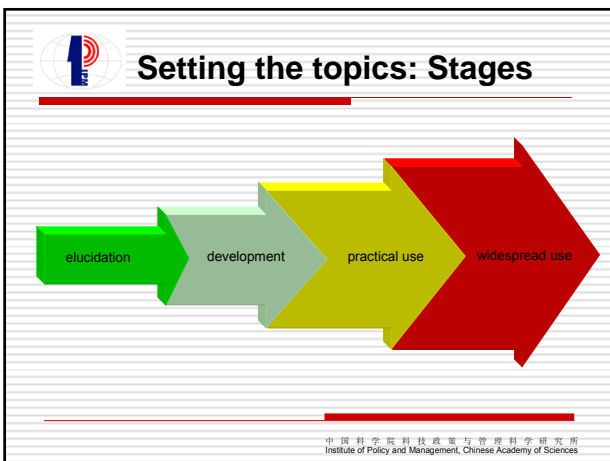 IPM
Setting the topics: Stages
elucidation
development
practical use
widespread use
中国科学院科技政策与管理科学研究所
Institute of Policy and Management, Chinese Academy of Sciences